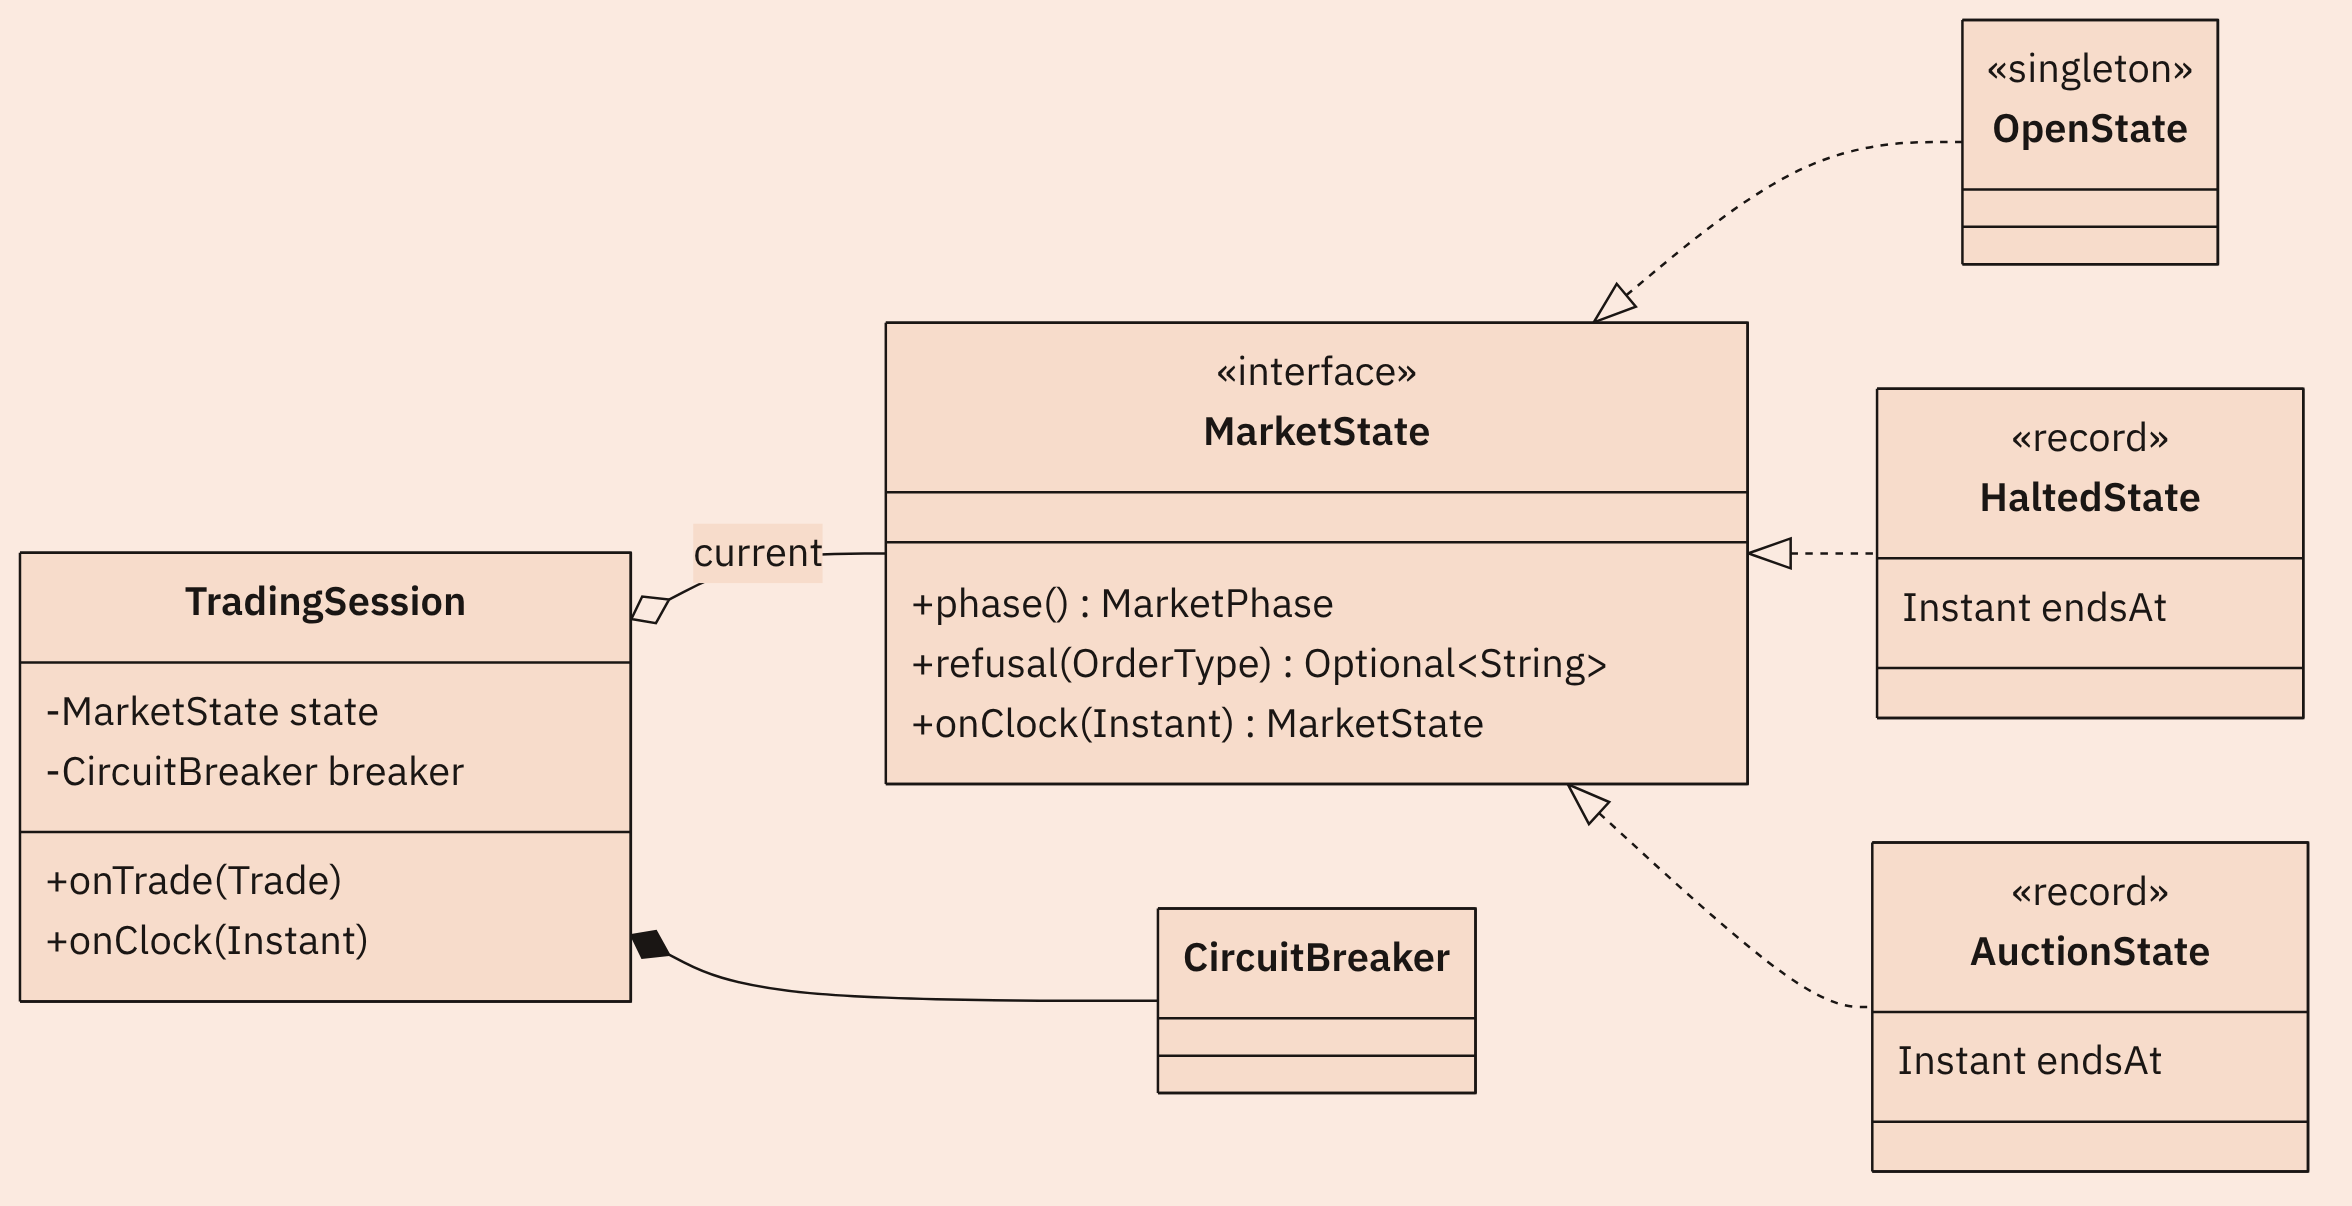 «singleton»
OpenState
«interface»
MarketState
+phase() : MarketPhase
+refusal(OrderType) : Optional<String>
+onClock(Instant) : MarketState
«record»
HaltedState
Instant endsAt
current
TradingSession
-MarketState state
-CircuitBreaker breaker
+onTrade(Trade)
+onClock(Instant)
CircuitBreaker
«record»
AuctionState
Instant endsAt